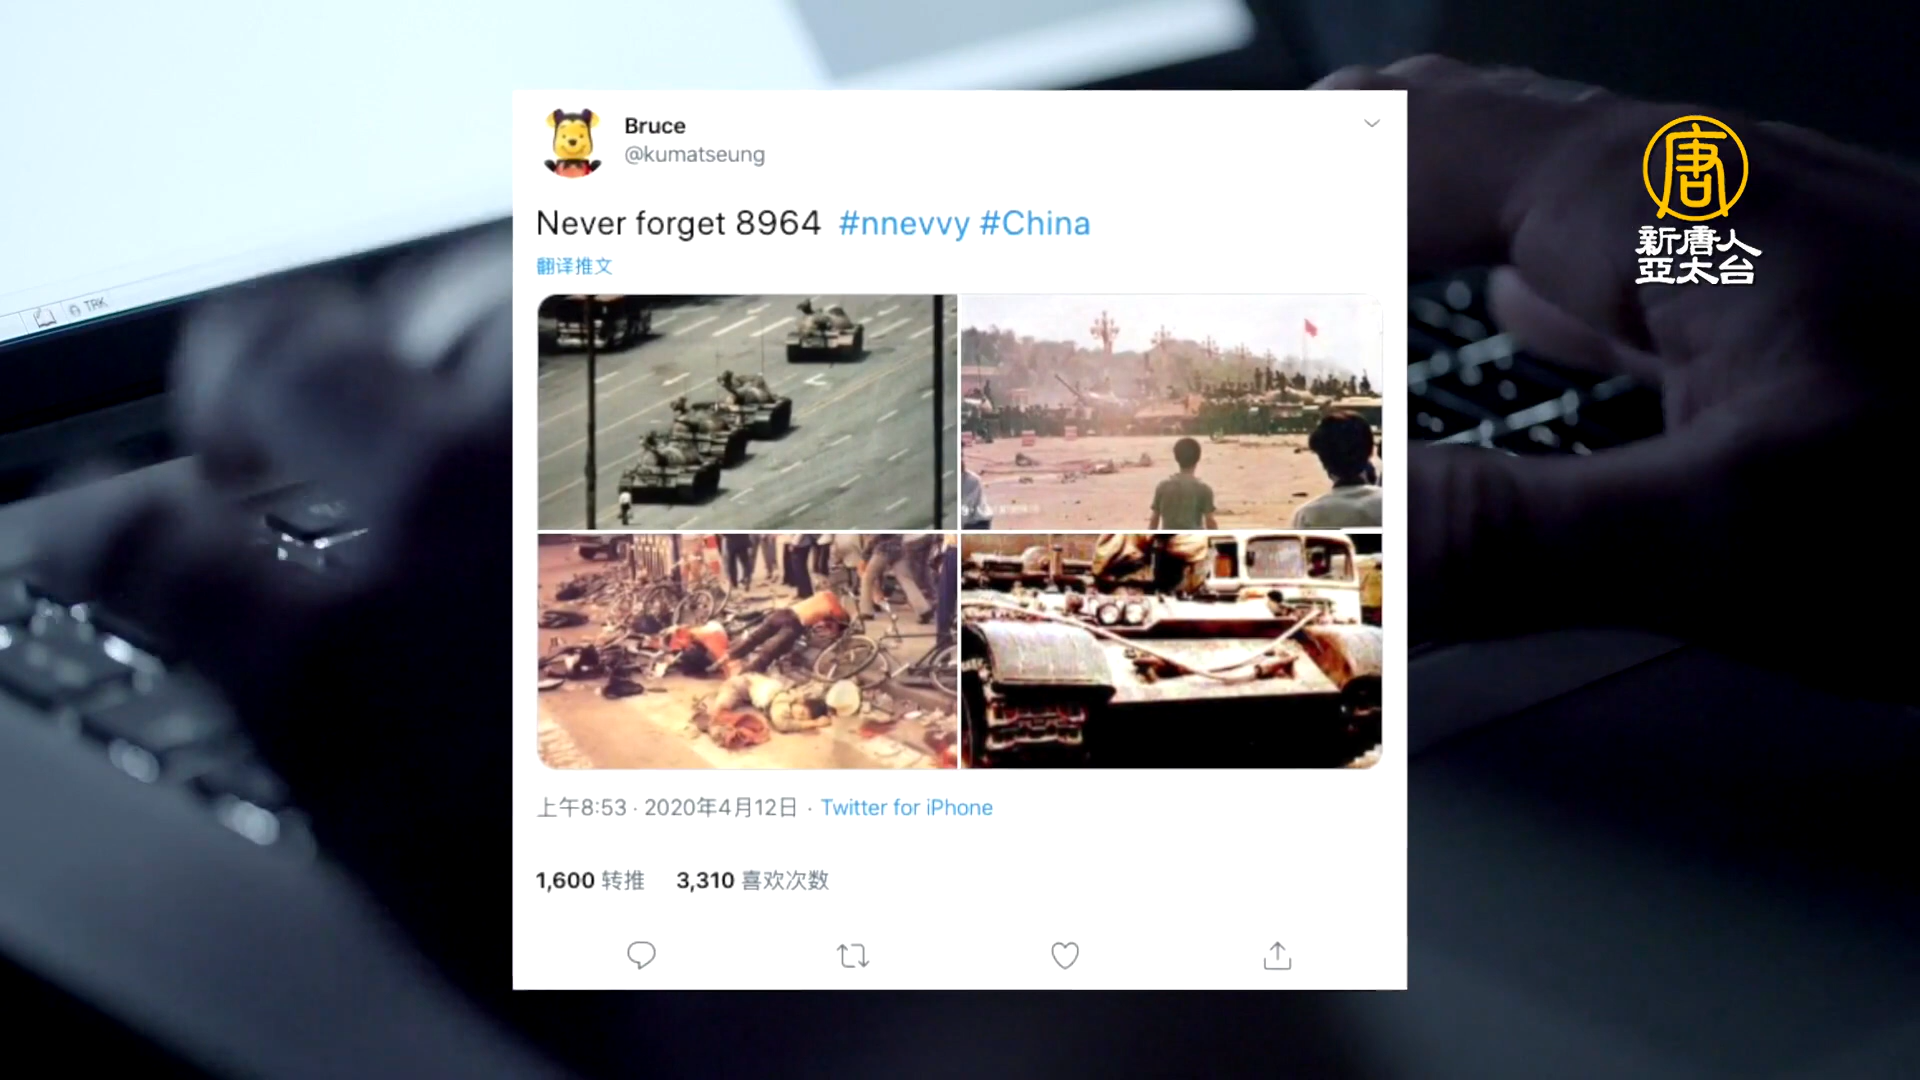 Bruce
@kumatseung
Never forget 8964 #nnevvy #China
翻译推文
上午8:53 · 2020年4月12日 · Twitter for iPhone
1,600 转推 3,310 喜欢次数
唐
新唐人
亞太台
TRK